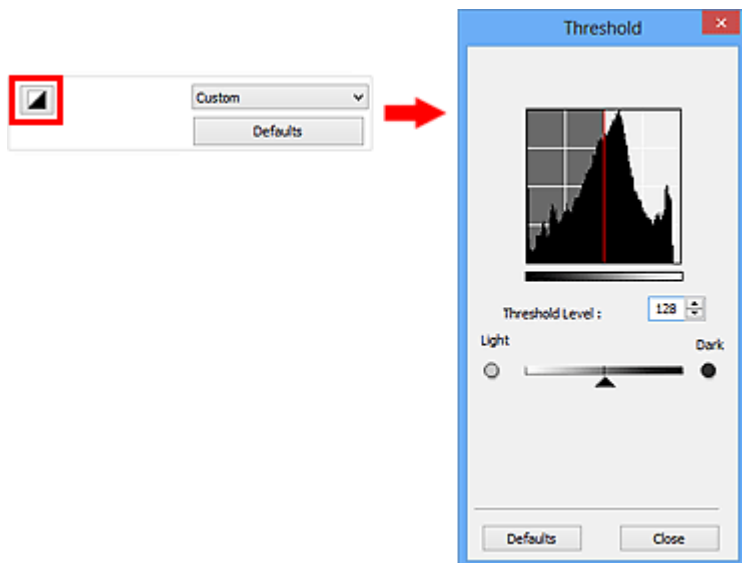 Custom
Defaults
Threshold
Threshold Level : 128
Light Dark
Defaults Close